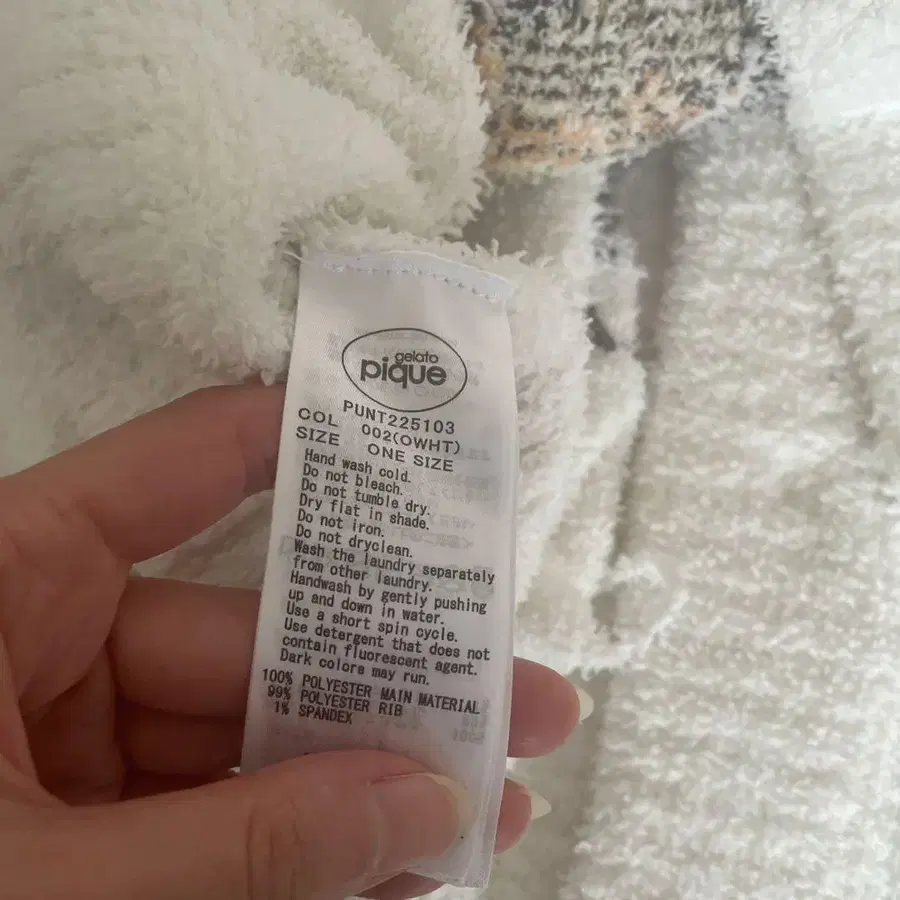 gelato
pique
PUNT225103
COL 002(OWHT)
SIZE ONE SIZE
Hand wash cold.
Do not bleach.
Do not tumble dry.
Dry flat in shade.
Do not iron.
Do not dryclean.
Wash the laundry separately
from other laundry.
Handwash by gently pushing
up and down in water.
Use a short spin cycle.
Use detergent that does not
contain fluorescent agent.
Dark colors may run.
100% POLYESTER MAIN MATERIAL
99% POLYESTER RIB
1% SPANDEX